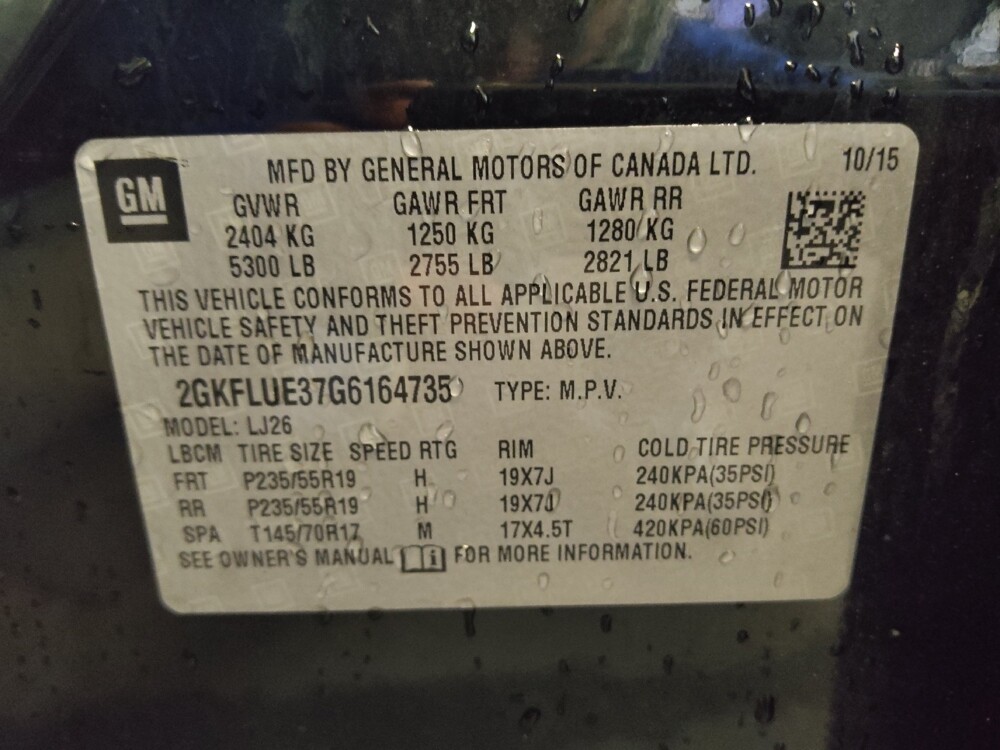 GM
MFD BY GENERAL MOTORS OF CANADA LTD. 10/15
GVWR GAWR FRT GAWR RR
2404 KG 1250 KG 1280 KG
5300 LB 2755 LB 2821 LB
THIS VEHICLE CONFORMS TO ALL APPLICABLE U.S. FEDERAL MOTOR
VEHICLE SAFETY AND THEFT PREVENTION STANDARDS IN EFFECT ON
THE DATE OF MANUFACTURE SHOWN ABOVE.
2GKFLUE37G6164735 TYPE: M.P.V.
MODEL: LJ26
LBCM TIRE SIZE SPEED RTG RIM COLD TIRE PRESSURE
FRT P235/55R19 H 19X7J 240KPA(35PSI)
RR P235/55R19 H 19X7J 240KPA(35PSI)
SPA T145/70R17 M 17X4.5T 420KPA(60PSI)
SEE OWNER'S MANUAL FOR MORE INFORMATION.